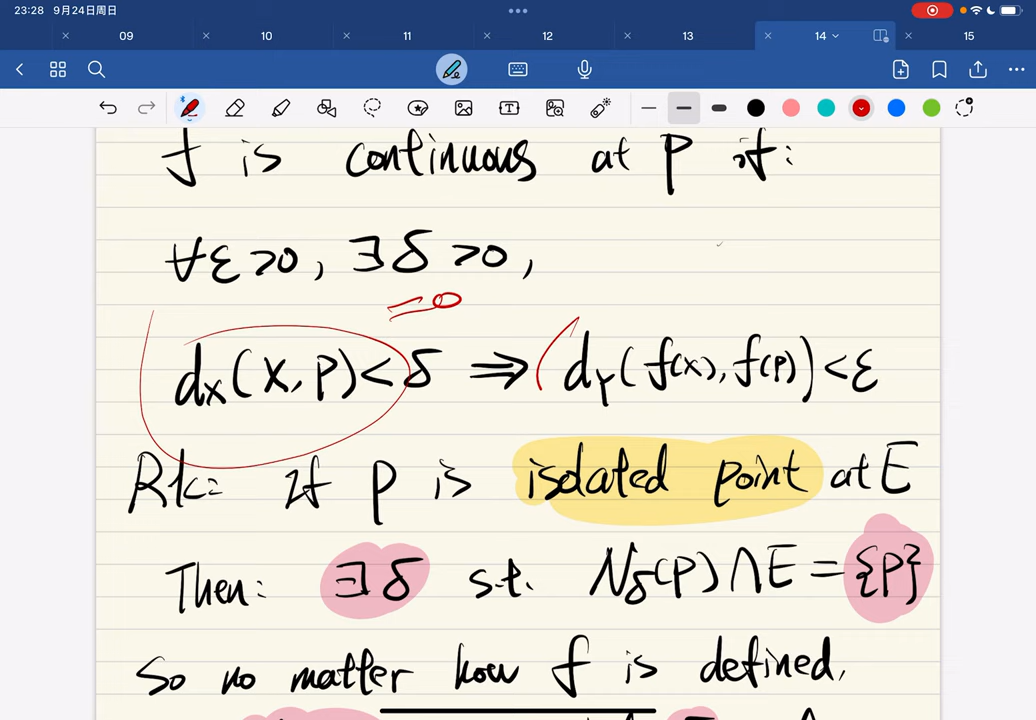 23:28 9月24日周日
09 10 11 12 13 14 15
f is continuous at p if:
∀ε>0, ∃δ>0,
=0
dx(x,p)<δ ⇒ dY(f(x),f(p))<ε
Rk: If p is isolated point at E
Then: ∃δ s.t. Nδ(p)∩E={p}
So no matter how f is defined,